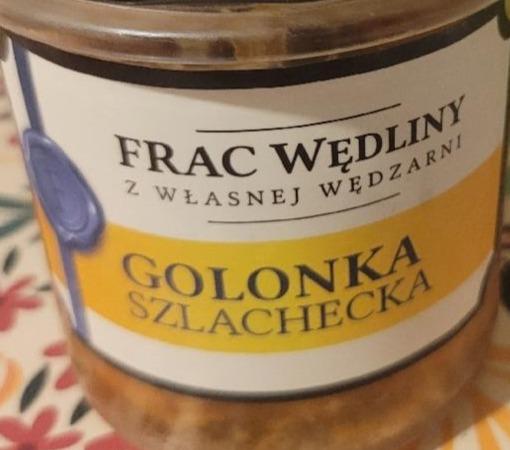 FRAC WĘDLINY
Z WŁASNEJ WĘDZARNI
GOLONKA
SZLACHECKA